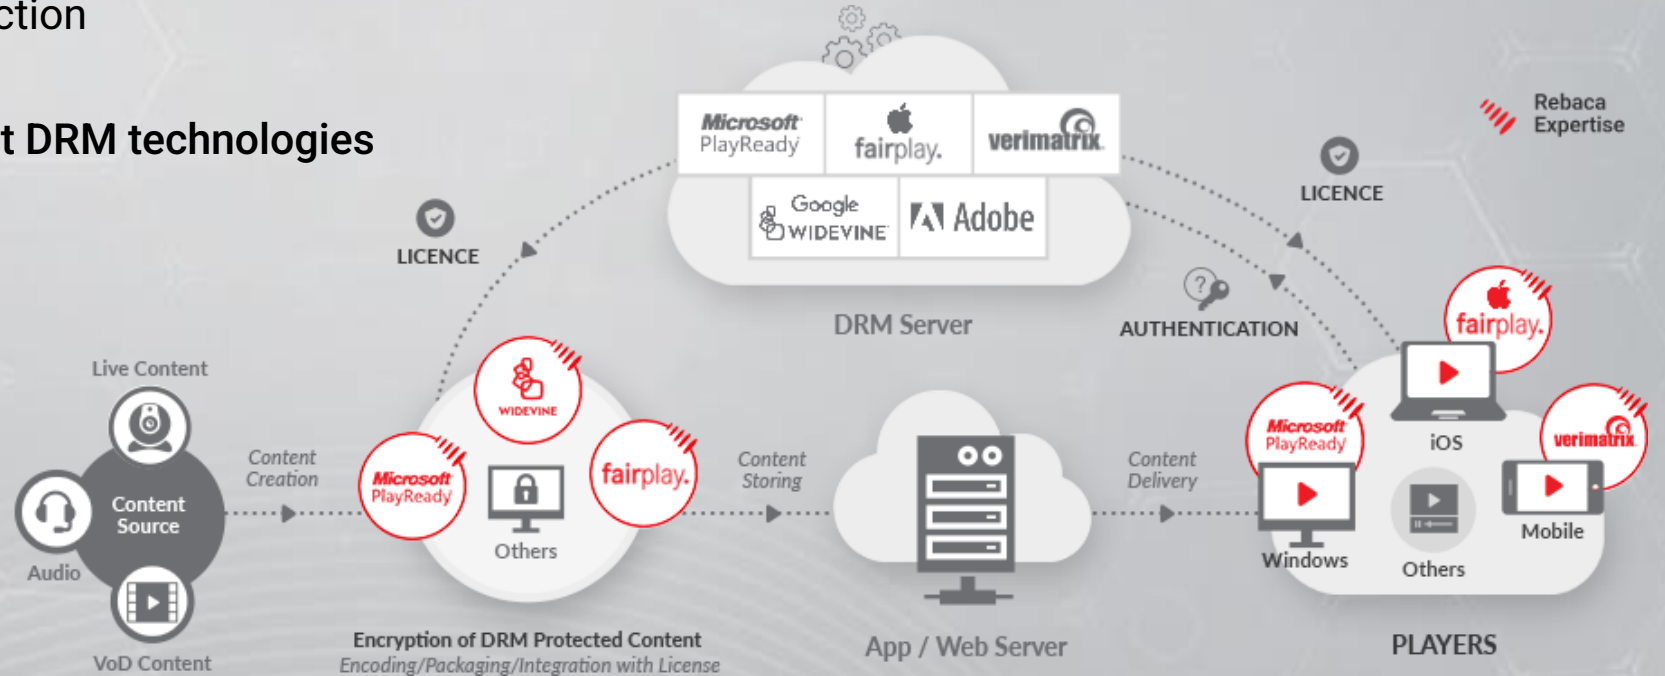 ction
t DRM technologies
Microsoft
PlayReady
fairplay.
verimatrix.
Google
WIDEVINE
Adobe
Rebaca
Expertise
LICENCE
LICENCE
?
AUTHENTICATION
DRM Server
Live Content
Content
Source
Audio
VoD Content
Content
Creation
WIDEVINE
Microsoft
PlayReady
fairplay.
Others
Encryption of DRM Protected Content
Encoding/Packaging/Integration with License
Content
Storing
App / Web Server
Content
Delivery
fairplay.
Microsoft
PlayReady
verimatrix.
iOS
Windows
Others
Mobile
PLAYERS